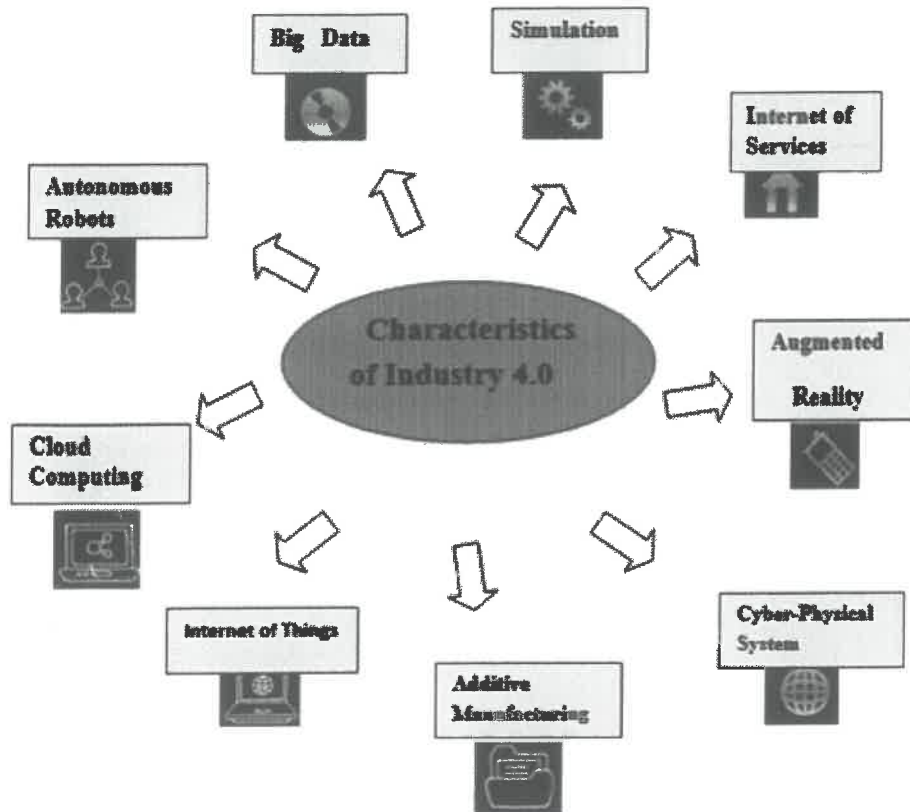 Big Data
Simulation
Internet of
Services
Autonomous
Robots
Characteristics
of Industry 4.0
Augmented
Reality
Cloud
Computing
Internet of Things
Cyber-Physical
System
Additive
Manufacturing